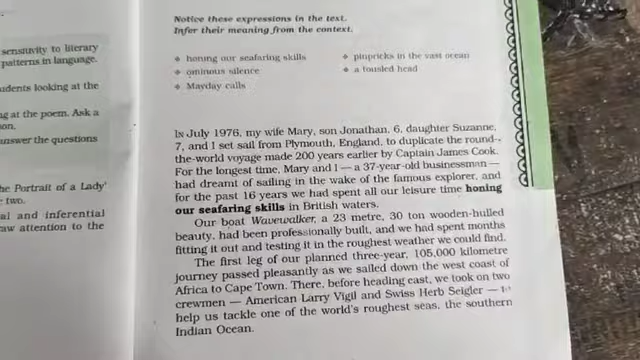 sensitivity to literary
patterns in language.
udents looking at the
ng at the poem. Ask a
on.
answer the questions
he Portrait of a Lady'
two.
al and inferential
aw attention to the
Notice these expressions in the text.
Infer their meaning from the context.
❖ honing our seafaring skills
❖ ominous silence
❖ Mayday calls
❖ pinpricks in the vast ocean
❖ a tousled head
IN July 1976, my wife Mary, son Jonathan, 6, daughter Suzanne,
7, and I set sail from Plymouth, England, to duplicate the round-
the-world voyage made 200 years earlier by Captain James Cook.
For the longest time, Mary and I — a 37-year-old businessman —
had dreamt of sailing in the wake of the famous explorer, and
for the past 16 years we had spent all our leisure time honing
our seafaring skills in British waters.
Our boat Wavewalker, a 23 metre, 30 ton wooden-hulled
beauty, had been professionally built, and we had spent months
fitting it out and testing it in the roughest weather we could find.
The first leg of our planned three-year, 105,000 kilometre
journey passed pleasantly as we sailed down the west coast of
Africa to Cape Town. There, before heading east, we took on two
crewmen — American Larry Vigil and Swiss Herb Seigler — to
help us tackle one of the world's roughest seas, the southern
Indian Ocean.